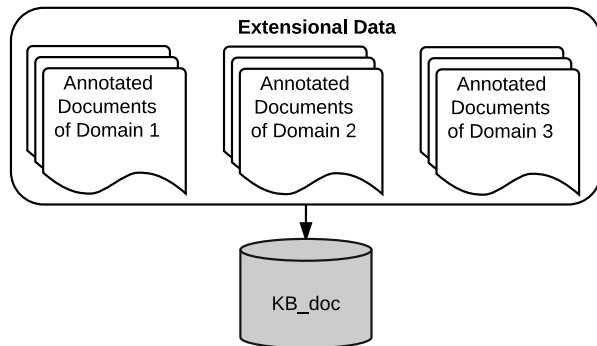 Extensional Data
Annotated
Documents
of Domain 1
Annotated
Documents
of Domain 2
Annotated
Documents
of Domain 3
KB_doc